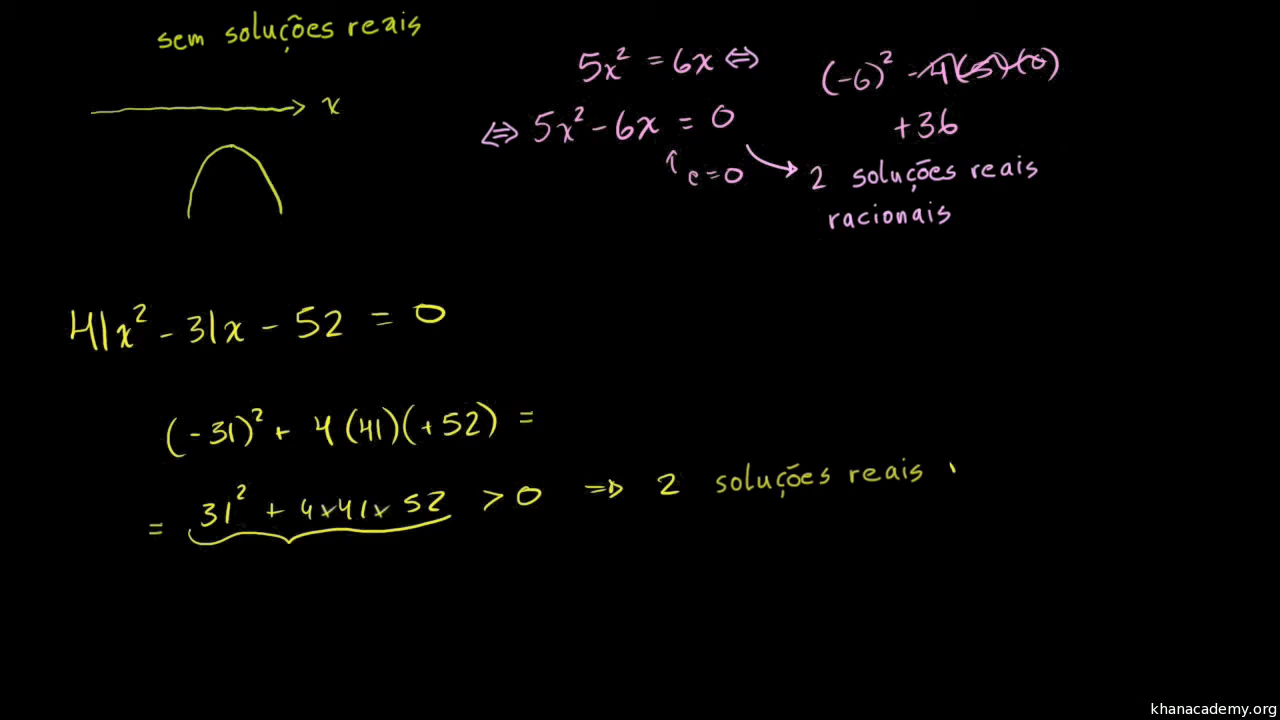 sem soluções reais
x
5x² = 6x ⇔
⇔ 5x² - 6x = 0
c = 0
(-6)² - 4(5)(0)
+36
2 soluções reais
racionais
41x² - 31x - 52 = 0
(-31)² + 4(41)(+52) =
= 31² + 4×41×52 > 0 ⇒ 2 soluções reais
khanacademy.org